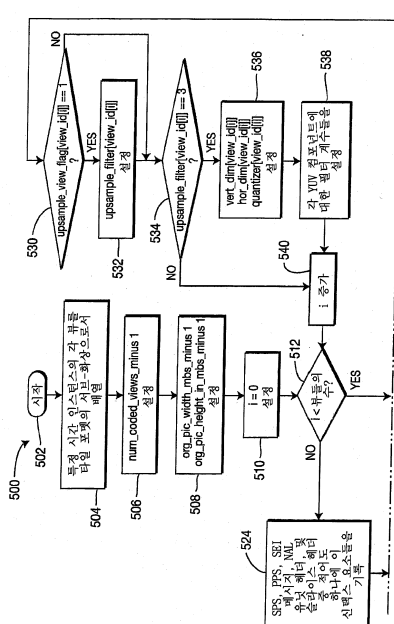 500
시작
502
특정 시간 인스턴스의 각 뷰를
타일 포맷의 서브-화상으로서
배열
504
num_coded_views_minus 1
설정
506
org_pic_width_mbs_minus 1
org_pic_height_in_mbs_minus 1
설정
508
i = 0
설정
510
i < 뷰들의
수?
512
NO
YES
SPS, PPS, SEI
메시지, NAL
유닛 헤더, 및
슬라이스 헤더
중 적어도
하나에 이
신택스 요소들을
기록
524
upsample_view_flag[view_id[i]] == 1
?
530
NO
YES
upsample_filter[view_id[i]]
설정
532
upsample_filter[view_id[i]] == 3
?
534
NO
YES
vert_dim[view_id[i]]
hor_dim[view_id[i]]
quantizer[view_id[i]]
설정
536
각 YUV 컴포넌트에
대한 필터 계수들을
설정
538
i 증가
540